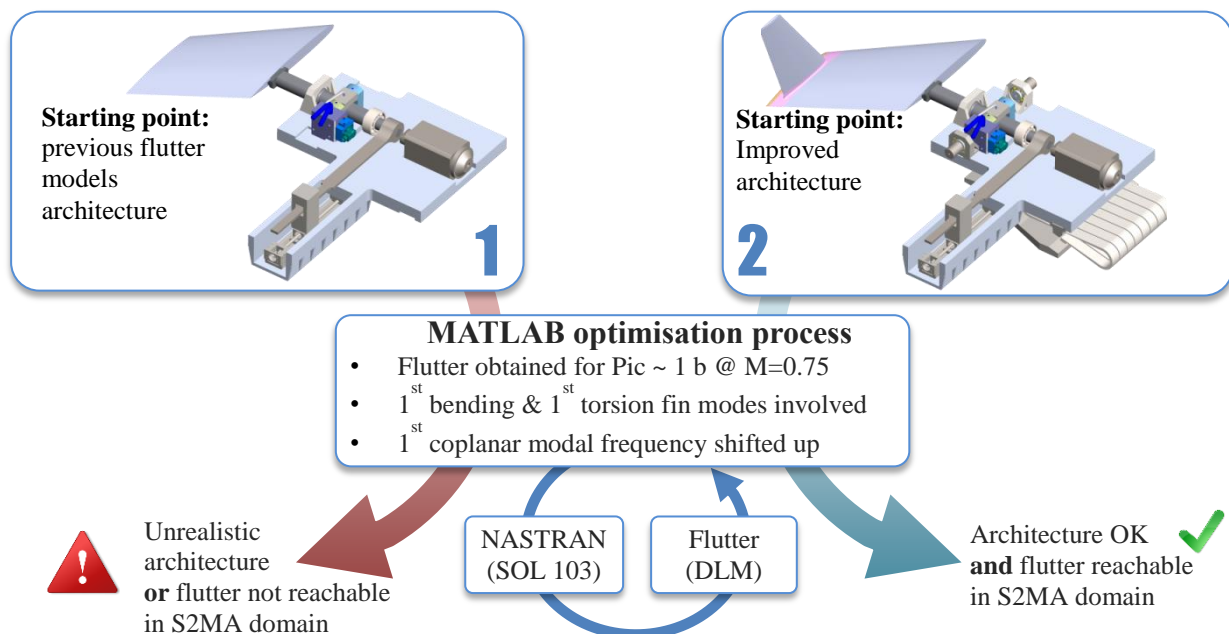 Starting point:
previous flutter
models
architecture
1
Starting point:
Improved
architecture
2
MATLAB optimisation process
• Flutter obtained for Pic ~ 1 b @ M=0.75
• 1st bending & 1st torsion fin modes involved
• 1st coplanar modal frequency shifted up
NASTRAN
(SOL 103)
Flutter
(DLM)
Unrealistic
architecture
or flutter not reachable
in S2MA domain
Architecture OK
and flutter reachable
in S2MA domain